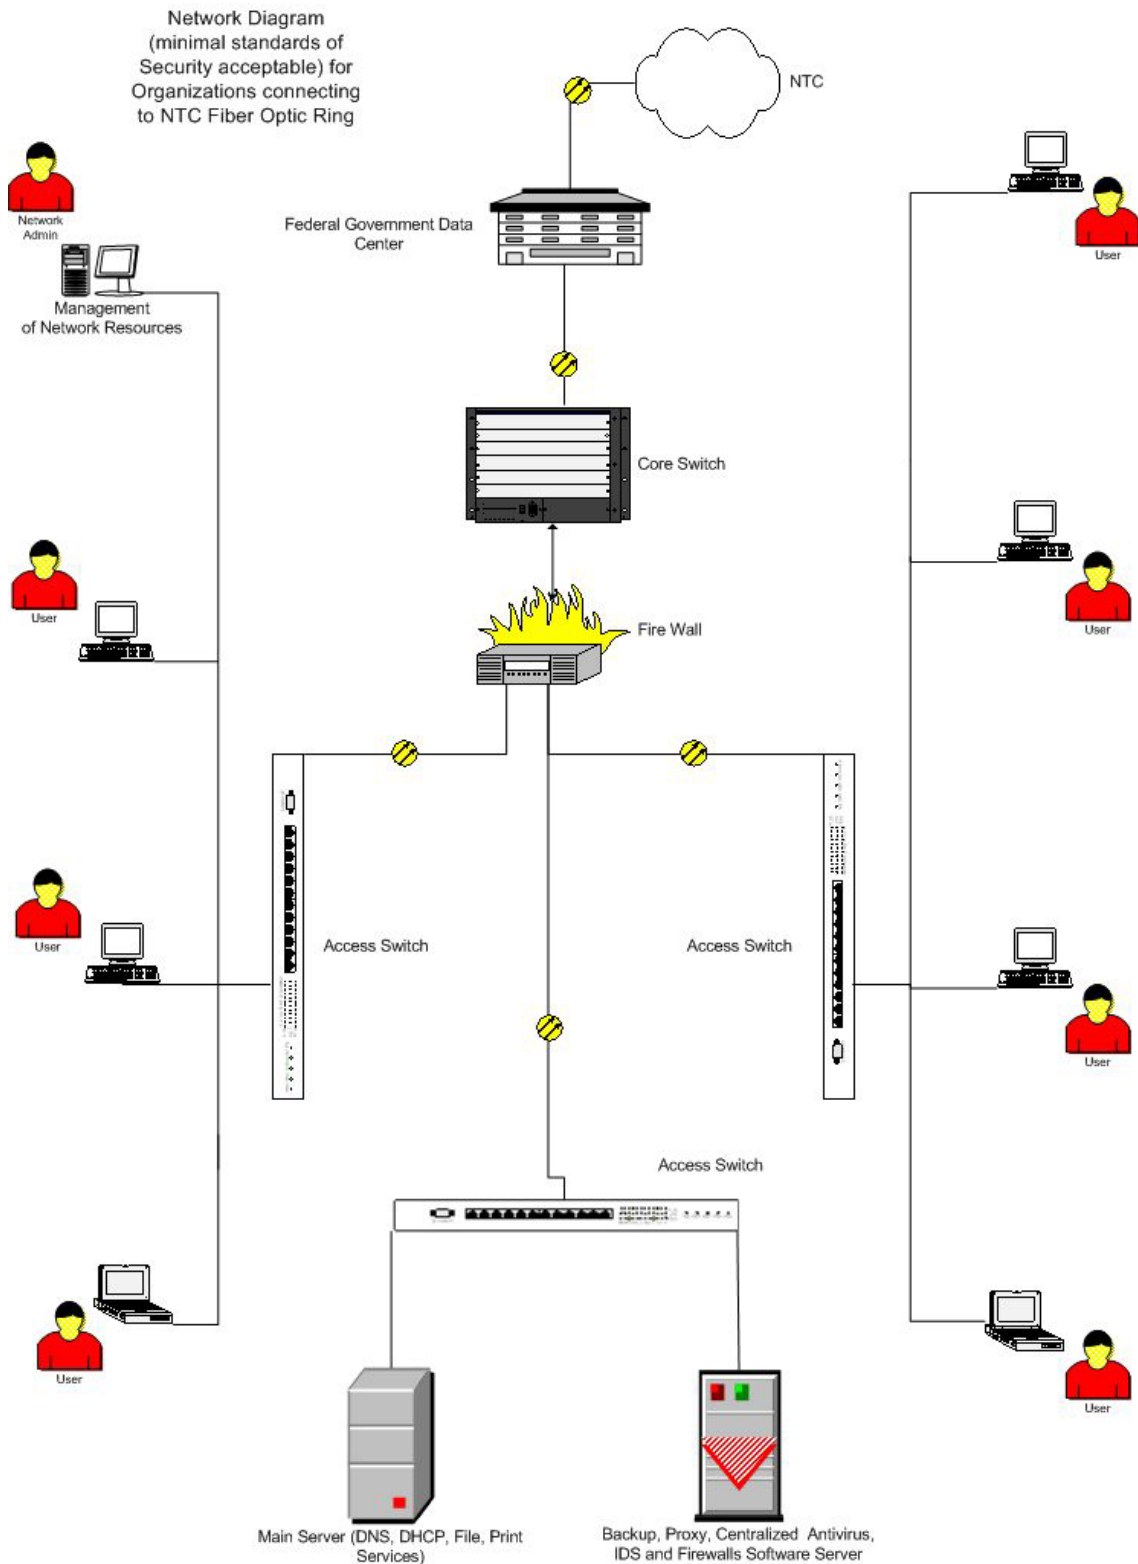 Network Diagram
(minimal standards of
Security acceptable) for
Organizations connecting
to NTC Fiber Optic Ring
NTC
Network
Admin
User
Federal Government Data
Center
Management
of Network Resources
Core Switch
User
User
Fire Wall
User
Access Switch
Access Switch
User
User
Access Switch
User
User
Main Server (DNS, DHCP, File, Print
Services)
Backup, Proxy, Centralized Antivirus,
IDS and Firewalls Software Server